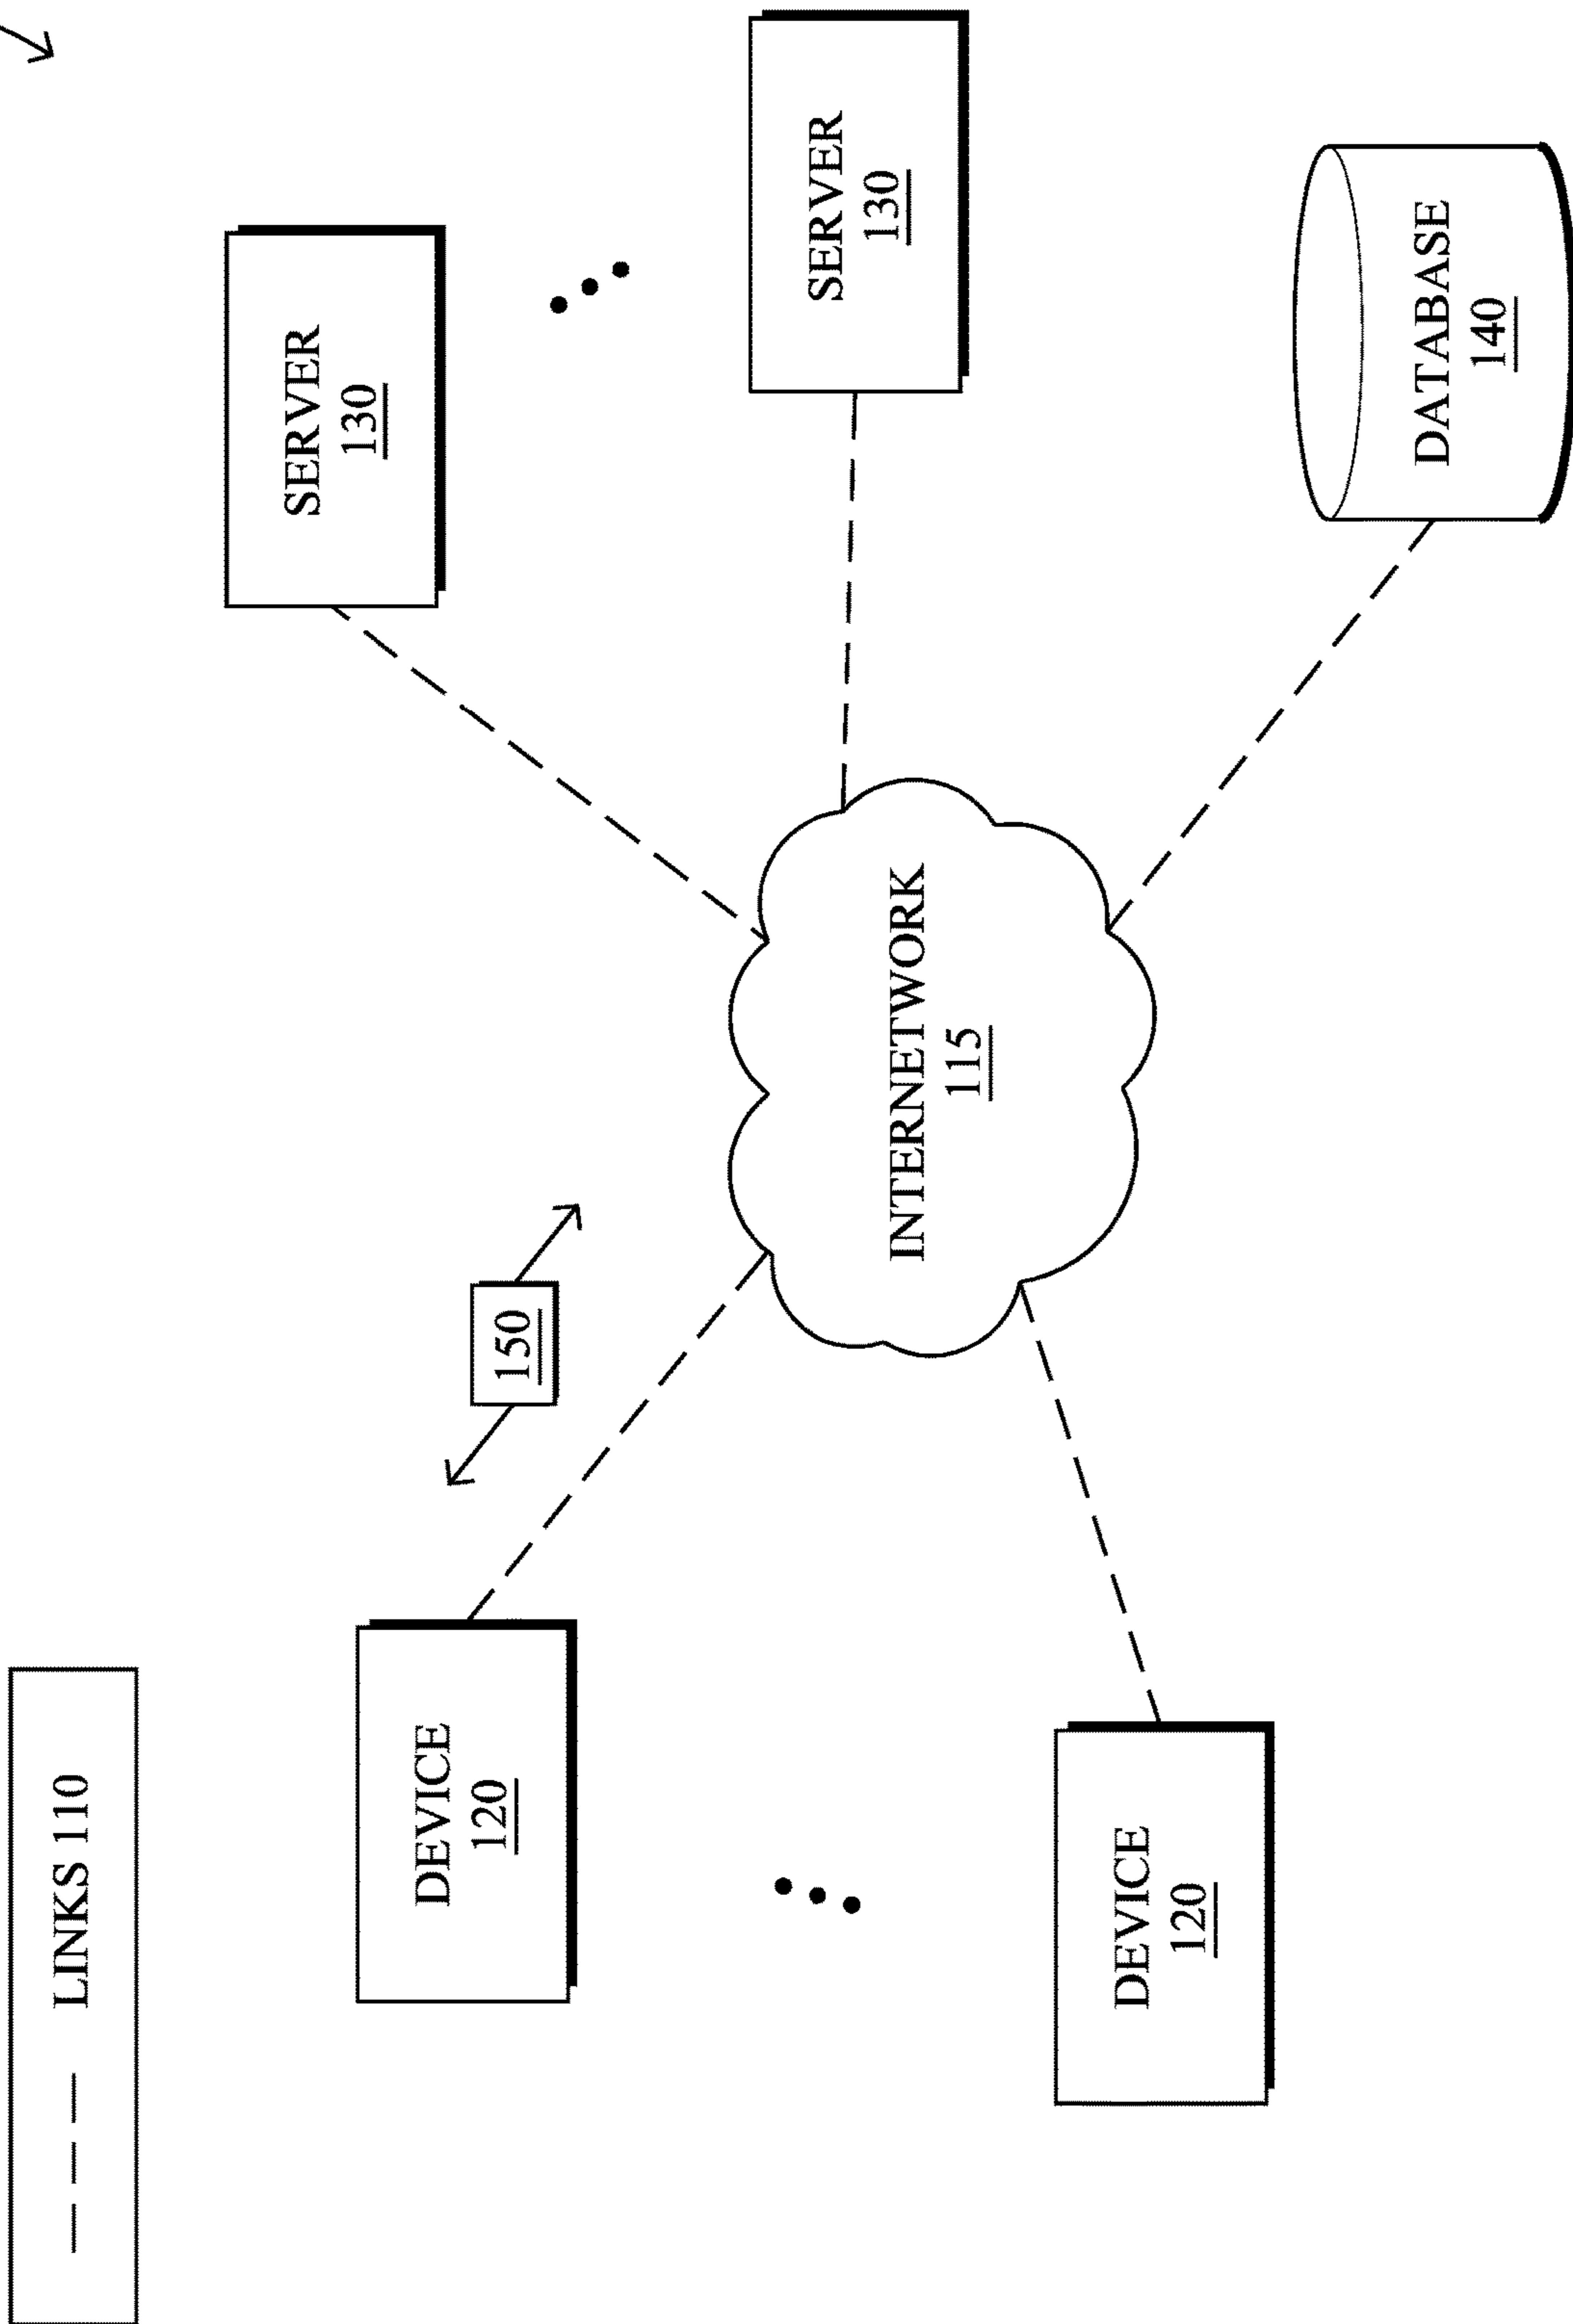 LINKS 110
DEVICE
120
150
SERVER
130
INTERNETWORK
115
SERVER
130
DEVICE
120
DATABASE
140